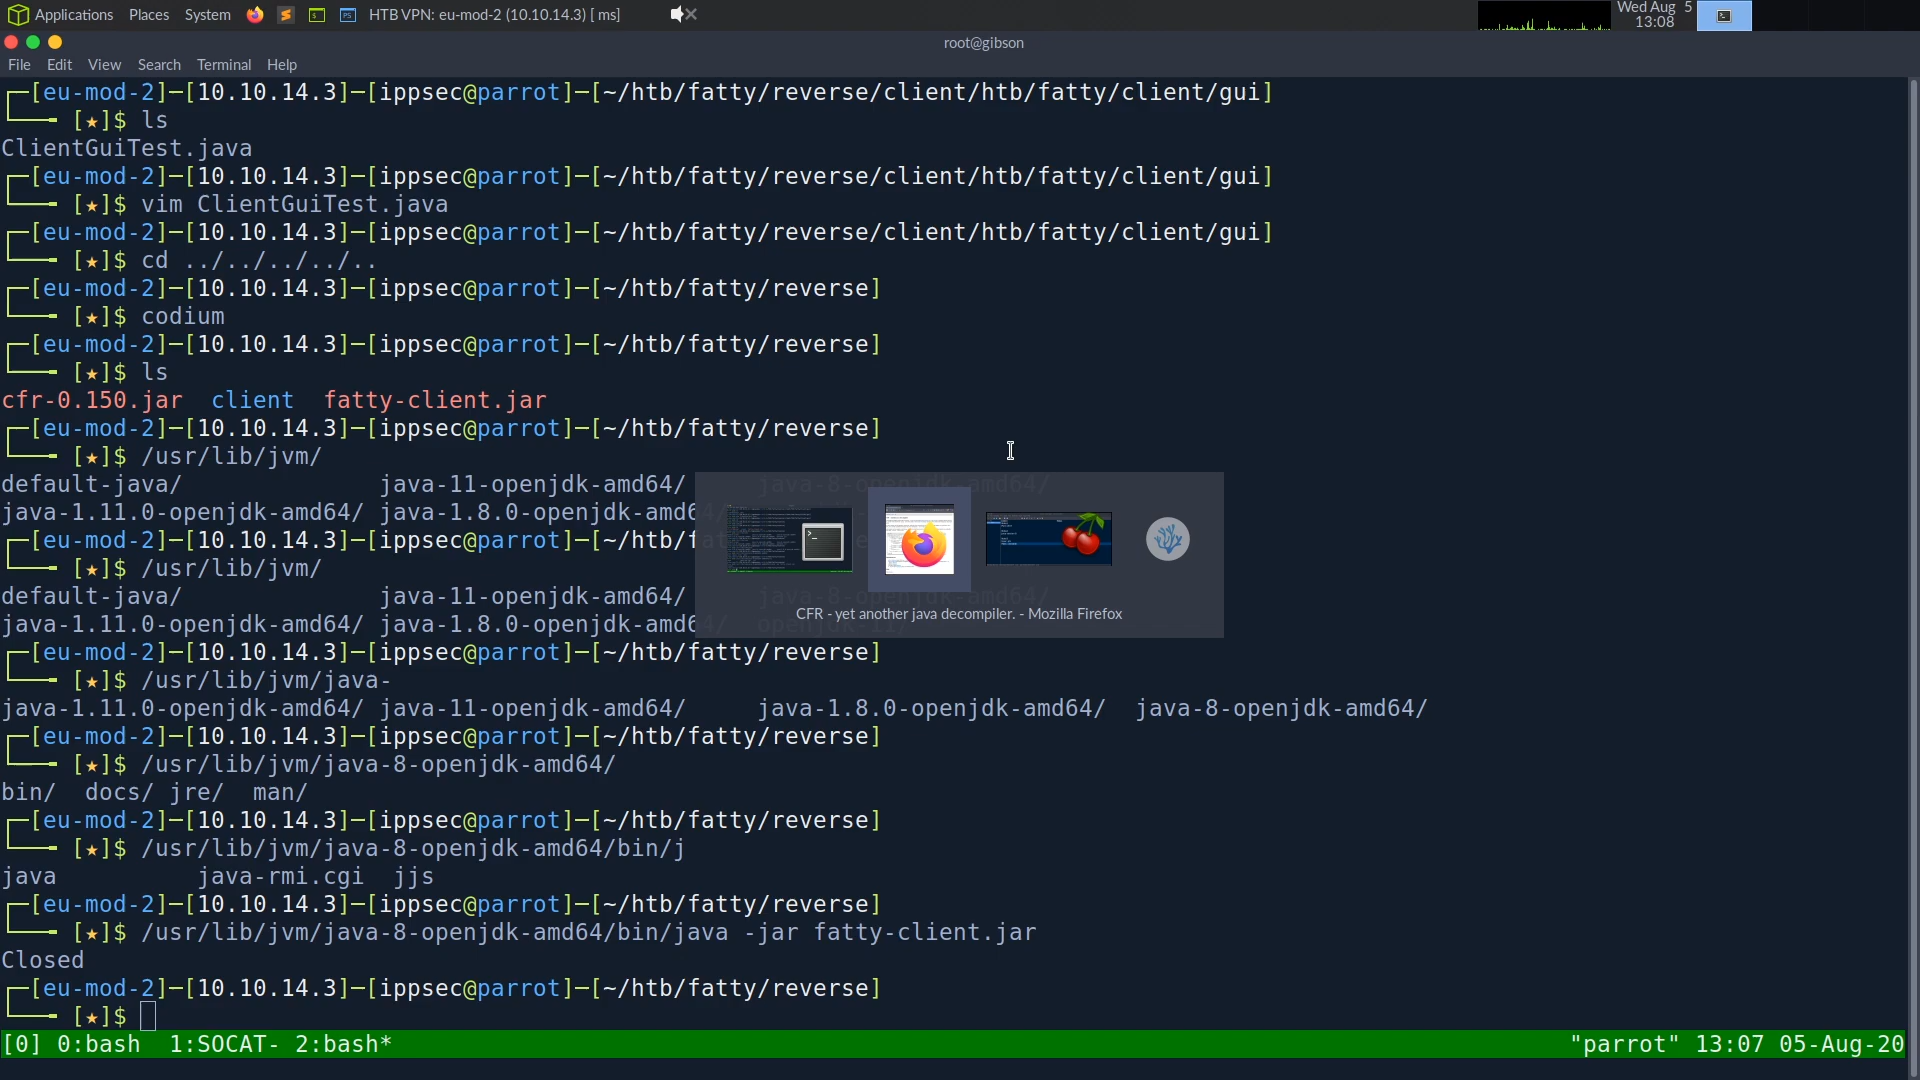 Applications Places System HTB VPN: eu-mod-2 (10.10.14.3) [ ms] Wed Aug 5
13:08
root@gibson
File Edit View Search Terminal Help
[eu-mod-2]─[10.10.14.3]─[ippsec@parrot]─[~/htb/fatty/reverse/client/htb/fatty/client/gui]
[★]$ ls
ClientGuiTest.java
[eu-mod-2]─[10.10.14.3]─[ippsec@parrot]─[~/htb/fatty/reverse/client/htb/fatty/client/gui]
[★]$ vim ClientGuiTest.java
[eu-mod-2]─[10.10.14.3]─[ippsec@parrot]─[~/htb/fatty/reverse/client/htb/fatty/client/gui]
[★]$ cd ../../../../..
[eu-mod-2]─[10.10.14.3]─[ippsec@parrot]─[~/htb/fatty/reverse]
[★]$ codium
[eu-mod-2]─[10.10.14.3]─[ippsec@parrot]─[~/htb/fatty/reverse]
[★]$ ls
cfr-0.150.jar client fatty-client.jar
[eu-mod-2]─[10.10.14.3]─[ippsec@parrot]─[~/htb/fatty/reverse]
[★]$ /usr/lib/jvm/
default-java/ java-11-openjdk-amd64/ java-8-openjdk-amd64/
java-1.11.0-openjdk-amd64/ java-1.8.0-openjdk-amd6
[eu-mod-2]─[10.10.14.3]─[ippsec@parrot]─[~/htb/f
[★]$ /usr/lib/jvm/
default-java/ java-11-openjdk-amd64/ java-8-openjdk-amd64/
java-1.11.0-openjdk-amd64/ java-1.8.0-openjdk-amd6 openjdk-11/
CFR - yet another java decompiler. - Mozilla Firefox
[eu-mod-2]─[10.10.14.3]─[ippsec@parrot]─[~/htb/fatty/reverse]
[★]$ /usr/lib/jvm/java-
java-1.11.0-openjdk-amd64/ java-11-openjdk-amd64/ java-1.8.0-openjdk-amd64/ java-8-openjdk-amd64/
[eu-mod-2]─[10.10.14.3]─[ippsec@parrot]─[~/htb/fatty/reverse]
[★]$ /usr/lib/jvm/java-8-openjdk-amd64/
bin/ docs/ jre/ man/
[eu-mod-2]─[10.10.14.3]─[ippsec@parrot]─[~/htb/fatty/reverse]
[★]$ /usr/lib/jvm/java-8-openjdk-amd64/bin/j
java java-rmi.cgi jjs
[eu-mod-2]─[10.10.14.3]─[ippsec@parrot]─[~/htb/fatty/reverse]
[★]$ /usr/lib/jvm/java-8-openjdk-amd64/bin/java -jar fatty-client.jar
Closed
[eu-mod-2]─[10.10.14.3]─[ippsec@parrot]─[~/htb/fatty/reverse]
[★]$
[0] 0:bash 1:SOCAT- 2:bash* "parrot" 13:07 05-Aug-20